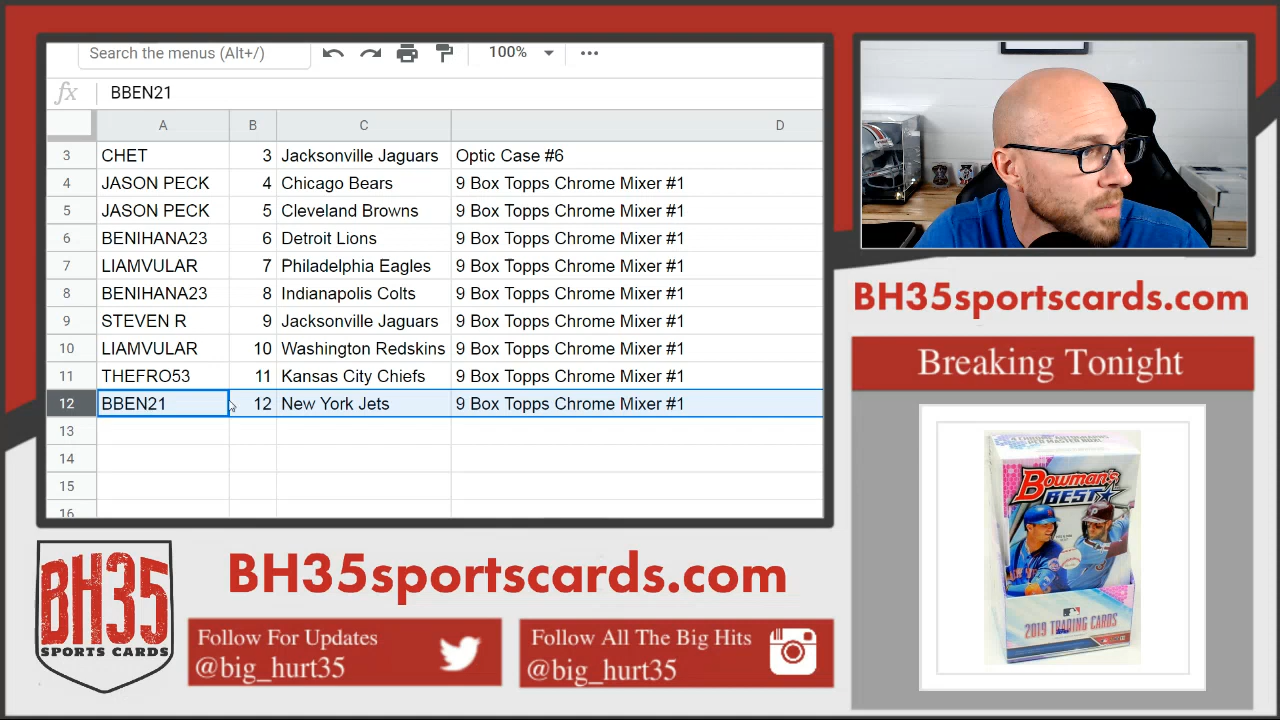 Search the menus (Alt+/)
100%
fx BBEN21
A B C D
3 CHET 3 Jacksonville Jaguars Optic Case #6
4 JASON PECK 4 Chicago Bears 9 Box Topps Chrome Mixer #1
5 JASON PECK 5 Cleveland Browns 9 Box Topps Chrome Mixer #1
6 BENIHANA23 6 Detroit Lions 9 Box Topps Chrome Mixer #1
7 LIAMVULAR 7 Philadelphia Eagles 9 Box Topps Chrome Mixer #1
8 BENIHANA23 8 Indianapolis Colts 9 Box Topps Chrome Mixer #1
9 STEVEN R 9 Jacksonville Jaguars 9 Box Topps Chrome Mixer #1
10 LIAMVULAR 10 Washington Redskins 9 Box Topps Chrome Mixer #1
11 THEFRO53 11 Kansas City Chiefs 9 Box Topps Chrome Mixer #1
12 BBEN21 12 New York Jets 9 Box Topps Chrome Mixer #1
13
14
15
16
BH35sportscards.com
Breaking Tonight
BOWMAN'S
BEST
2019 TRADING CARDS
BH35
SPORTS CARDS
BH35sportscards.com
Follow For Updates
@big_hurt35
Follow All The Big Hits
@big_hurt35